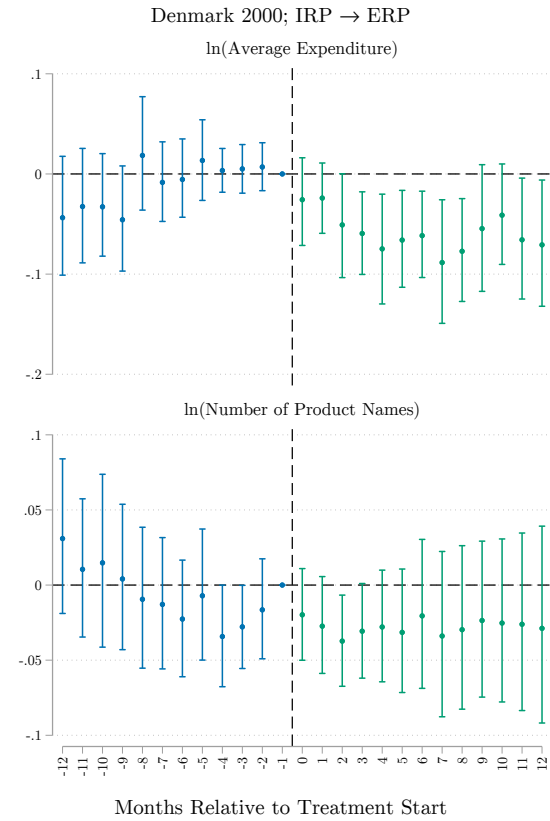 Denmark 2000; IRP → ERP
ln(Average Expenditure)
.1
0
-.1
-.2
ln(Number of Product Names)
.1
.05
0
-.05
-.1
-12 -11 -10 -9 -8 -7 -6 -5 -4 -3 -2 -1 0 1 2 3 4 5 6 7 8 9 10 11 12
Months Relative to Treatment Start